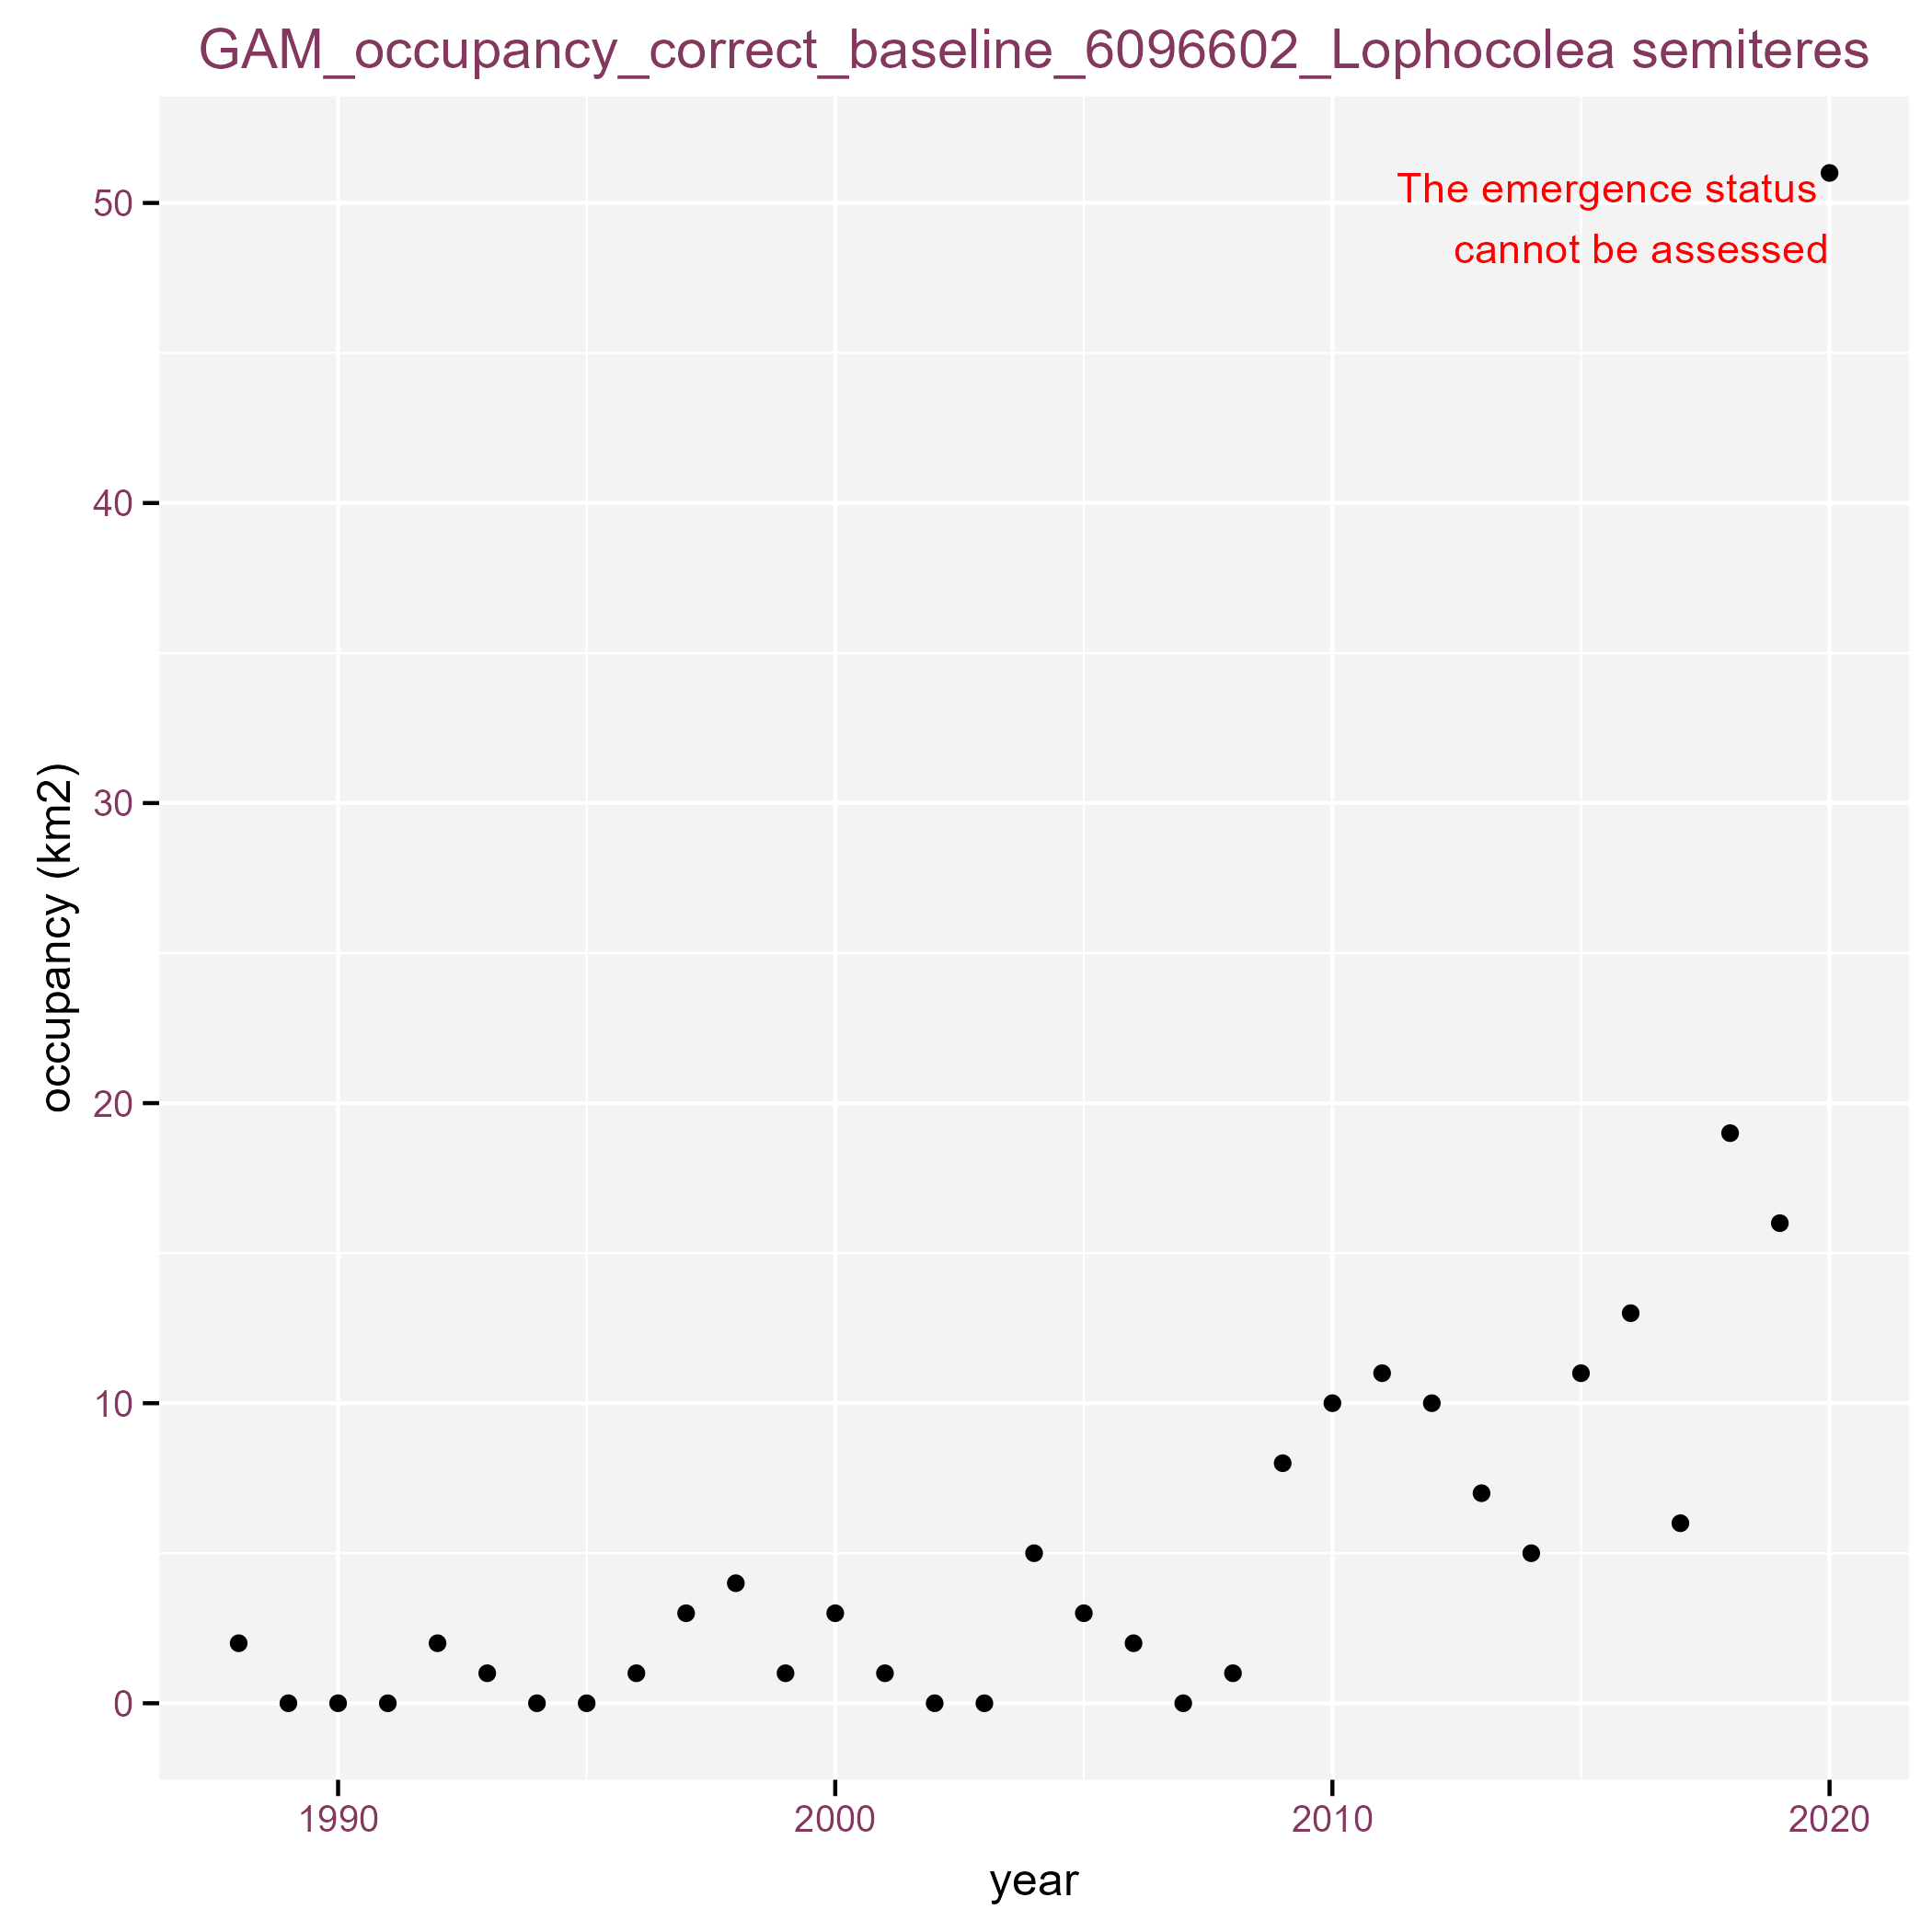 GAM_occupancy_correct_baseline_6096602_Lophocolea semiteres
The emergence status
cannot be assessed
50
40
30
20
10
0
occupancy (km2)
1990
2000
2010
2020
year